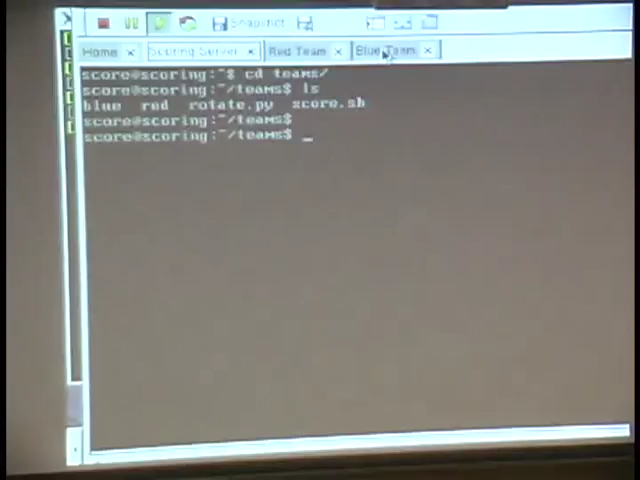 Snapshot
Home × Scoring Server × Red Team × Blue Team ×
score@scoring:~$ cd teams/
score@scoring:~/teams$ ls
blue red rotate.py score.sh
score@scoring:~/teams$
score@scoring:~/teams$ _